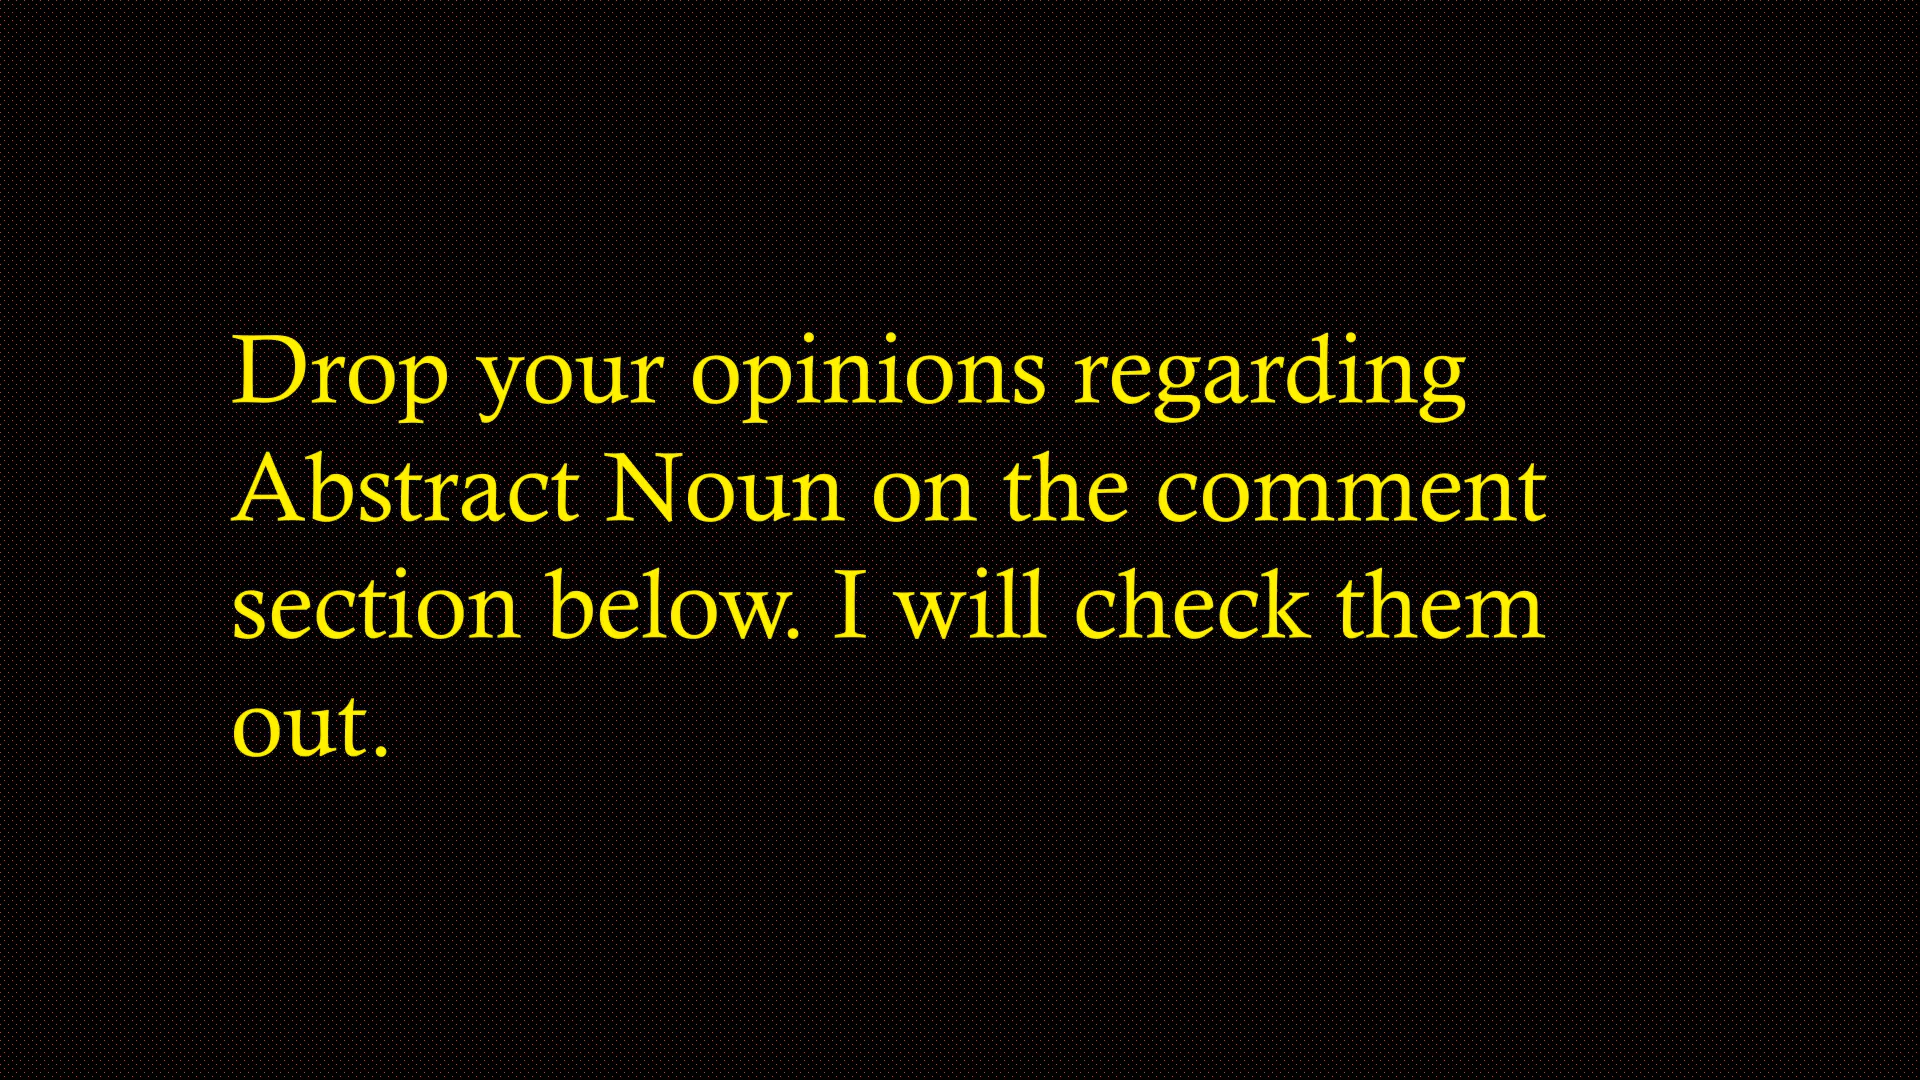 Drop your opinions regarding
Abstract Noun on the comment
section below. I will check them
out.